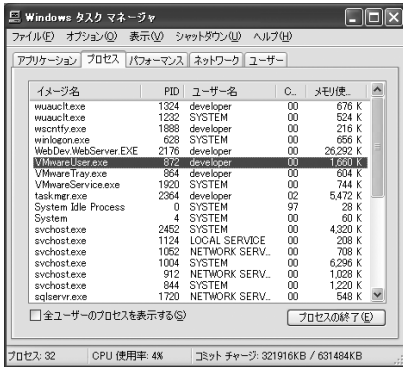 Windows タスク マネージャ
ファイル(F) オプション(O) 表示(V) シャットダウン(U) ヘルプ(H)
アプリケーション プロセス パフォーマンス ネットワーク ユーザー
イメージ名 PID ユーザー名 C... メモリ使...
wuauclt.exe 1324 developer 00 676 K
wuauclt.exe 1232 SYSTEM 00 524 K
wscntfy.exe 1888 developer 00 216 K
winlogon.exe 628 SYSTEM 00 656 K
WebDev.WebServer.EXE 2176 developer 00 26,292 K
VMwareUser.exe 872 developer 00 1,660 K
VMwareTray.exe 864 developer 00 604 K
VMwareService.exe 1920 SYSTEM 00 744 K
taskmgr.exe 2364 developer 02 5,472 K
System Idle Process 0 SYSTEM 97 28 K
System 4 SYSTEM 00 60 K
svchost.exe 2452 SYSTEM 00 4,320 K
svchost.exe 1124 LOCAL SERVICE 00 208 K
svchost.exe 1052 NETWORK SERV... 00 708 K
svchost.exe 1004 SYSTEM 00 6,296 K
svchost.exe 912 NETWORK SERV... 00 1,028 K
svchost.exe 844 SYSTEM 00 1,220 K
sqlservr.exe 1720 NETWORK SERV... 00 548 K
全ユーザーのプロセスを表示する(S) プロセスの終了(E)
プロセス: 32 CPU 使用率: 4% コミット チャージ: 321916KB / 631484KB